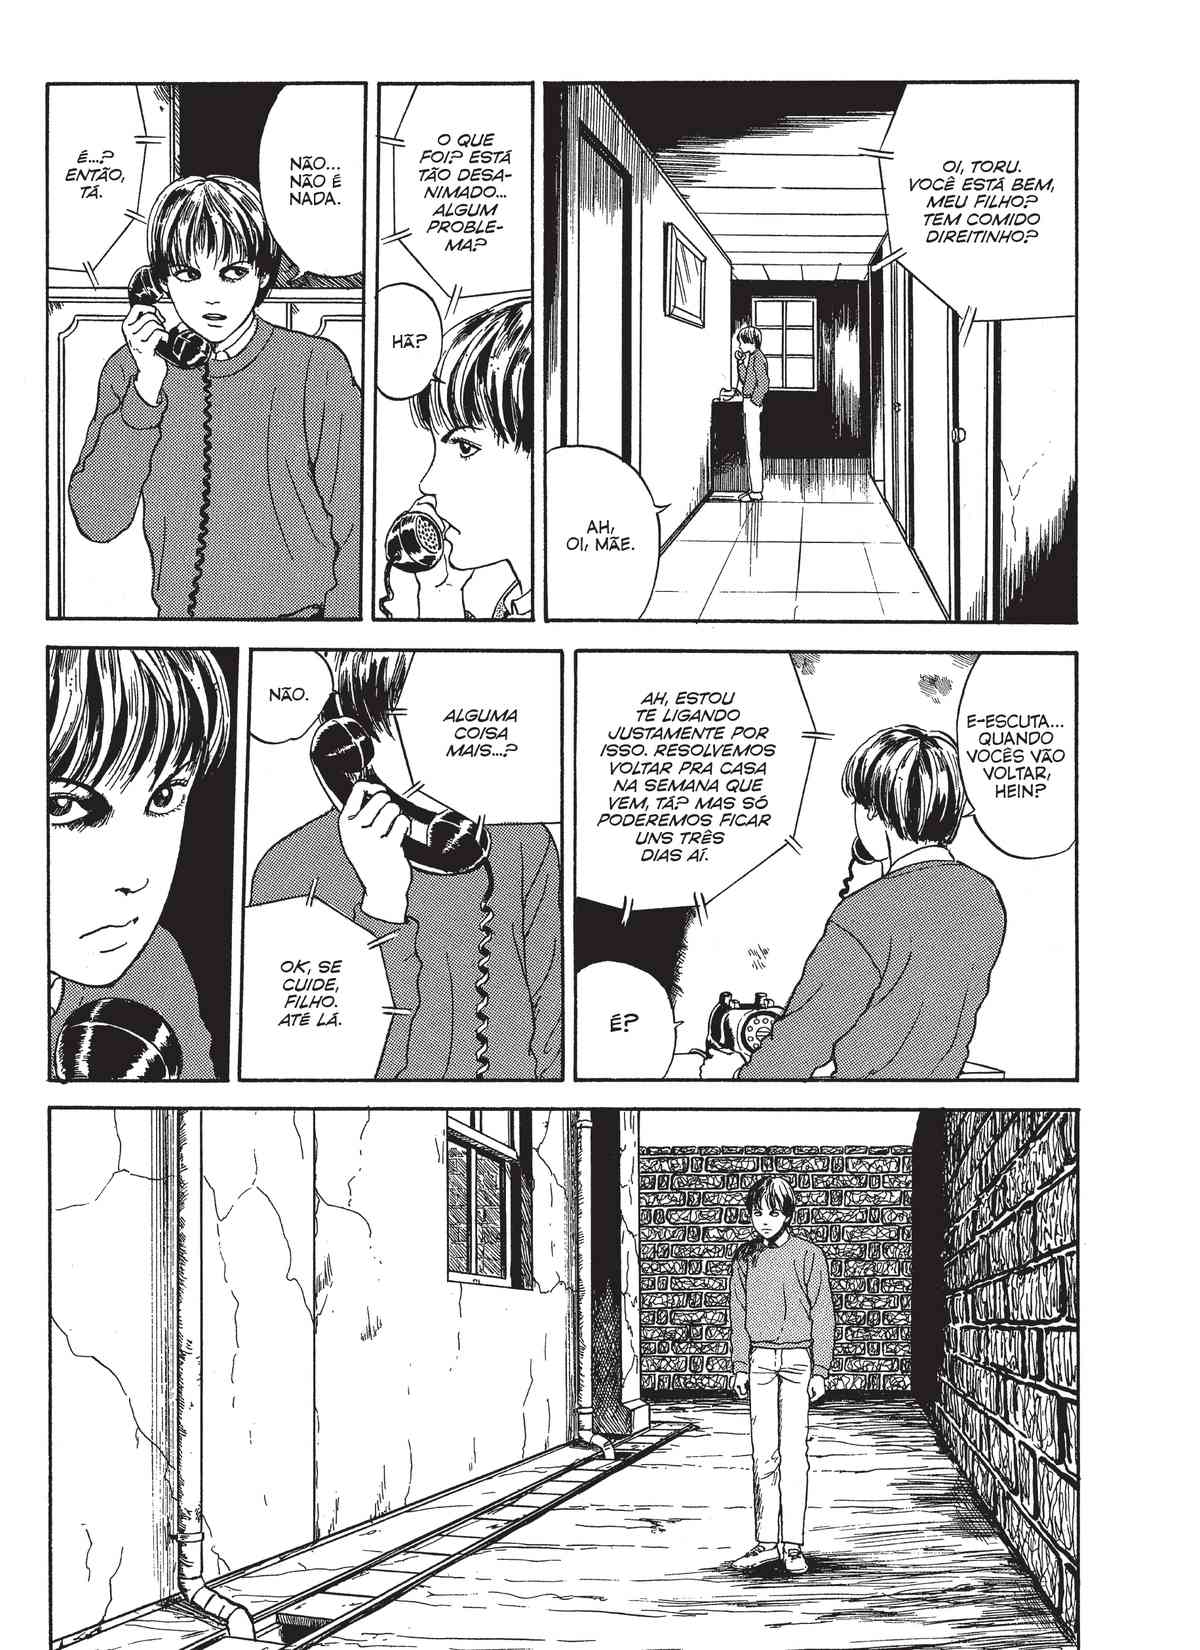 OI, TORU.
VOCÊ ESTÁ BEM,
MEU FILHO?
TEM COMIDO
DIREITINHO?
AH,
OI, MÃE.
O QUE
FOI? ESTÁ
TÃO DESA-
NIMADO...
ALGUM
PROBLE-
MA?
HÃ?
NÃO...
NÃO É
NADA.
É...?
ENTÃO,
TÁ.
E-ESCUTA...
QUANDO
VOCÊS VÃO
VOLTAR,
HEIN?
AH, ESTOU
TE LIGANDO
JUSTAMENTE POR
ISSO. RESOLVEMOS
VOLTAR PRA CASA
NA SEMANA QUE
VEM, TÁ? MAS SÓ
PODEREMOS FICAR
UNS TRÊS
DIAS AÍ.
É?
ALGUMA
COISA
MAIS...?
NÃO.
OK, SE
CUIDE,
FILHO.
ATÉ LÁ.